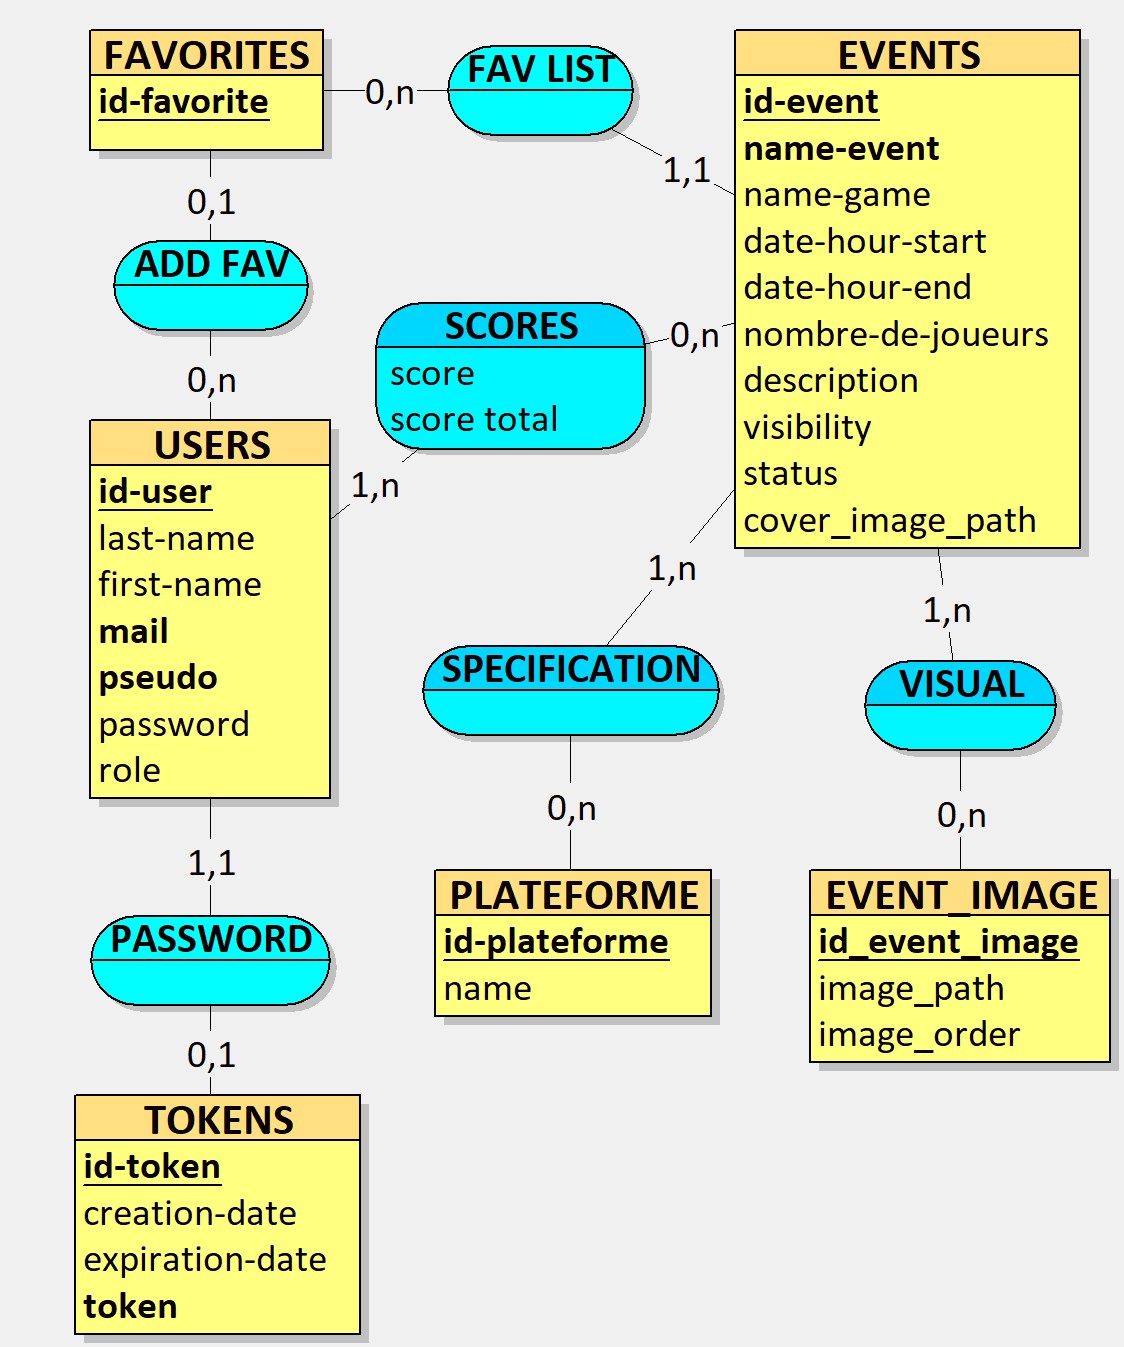 FAVORITES
id-favorite
0,n
FAV LIST
1,1
EVENTS
id-event
name-event
name-game
date-hour-start
date-hour-end
nombre-de-joueurs
description
visibility
status
cover_image_path
0,1
ADD FAV
0,n
SCORES
score
score total
0,n
1,n
USERS
id-user
last-name
first-name
mail
pseudo
password
role
1,n
SPECIFICATION
0,n
1,n
VISUAL
0,n
1,1
PASSWORD
0,1
PLATEFORME
id-plateforme
name
EVENT_IMAGE
id_event_image
image_path
image_order
TOKENS
id-token
creation-date
expiration-date
token